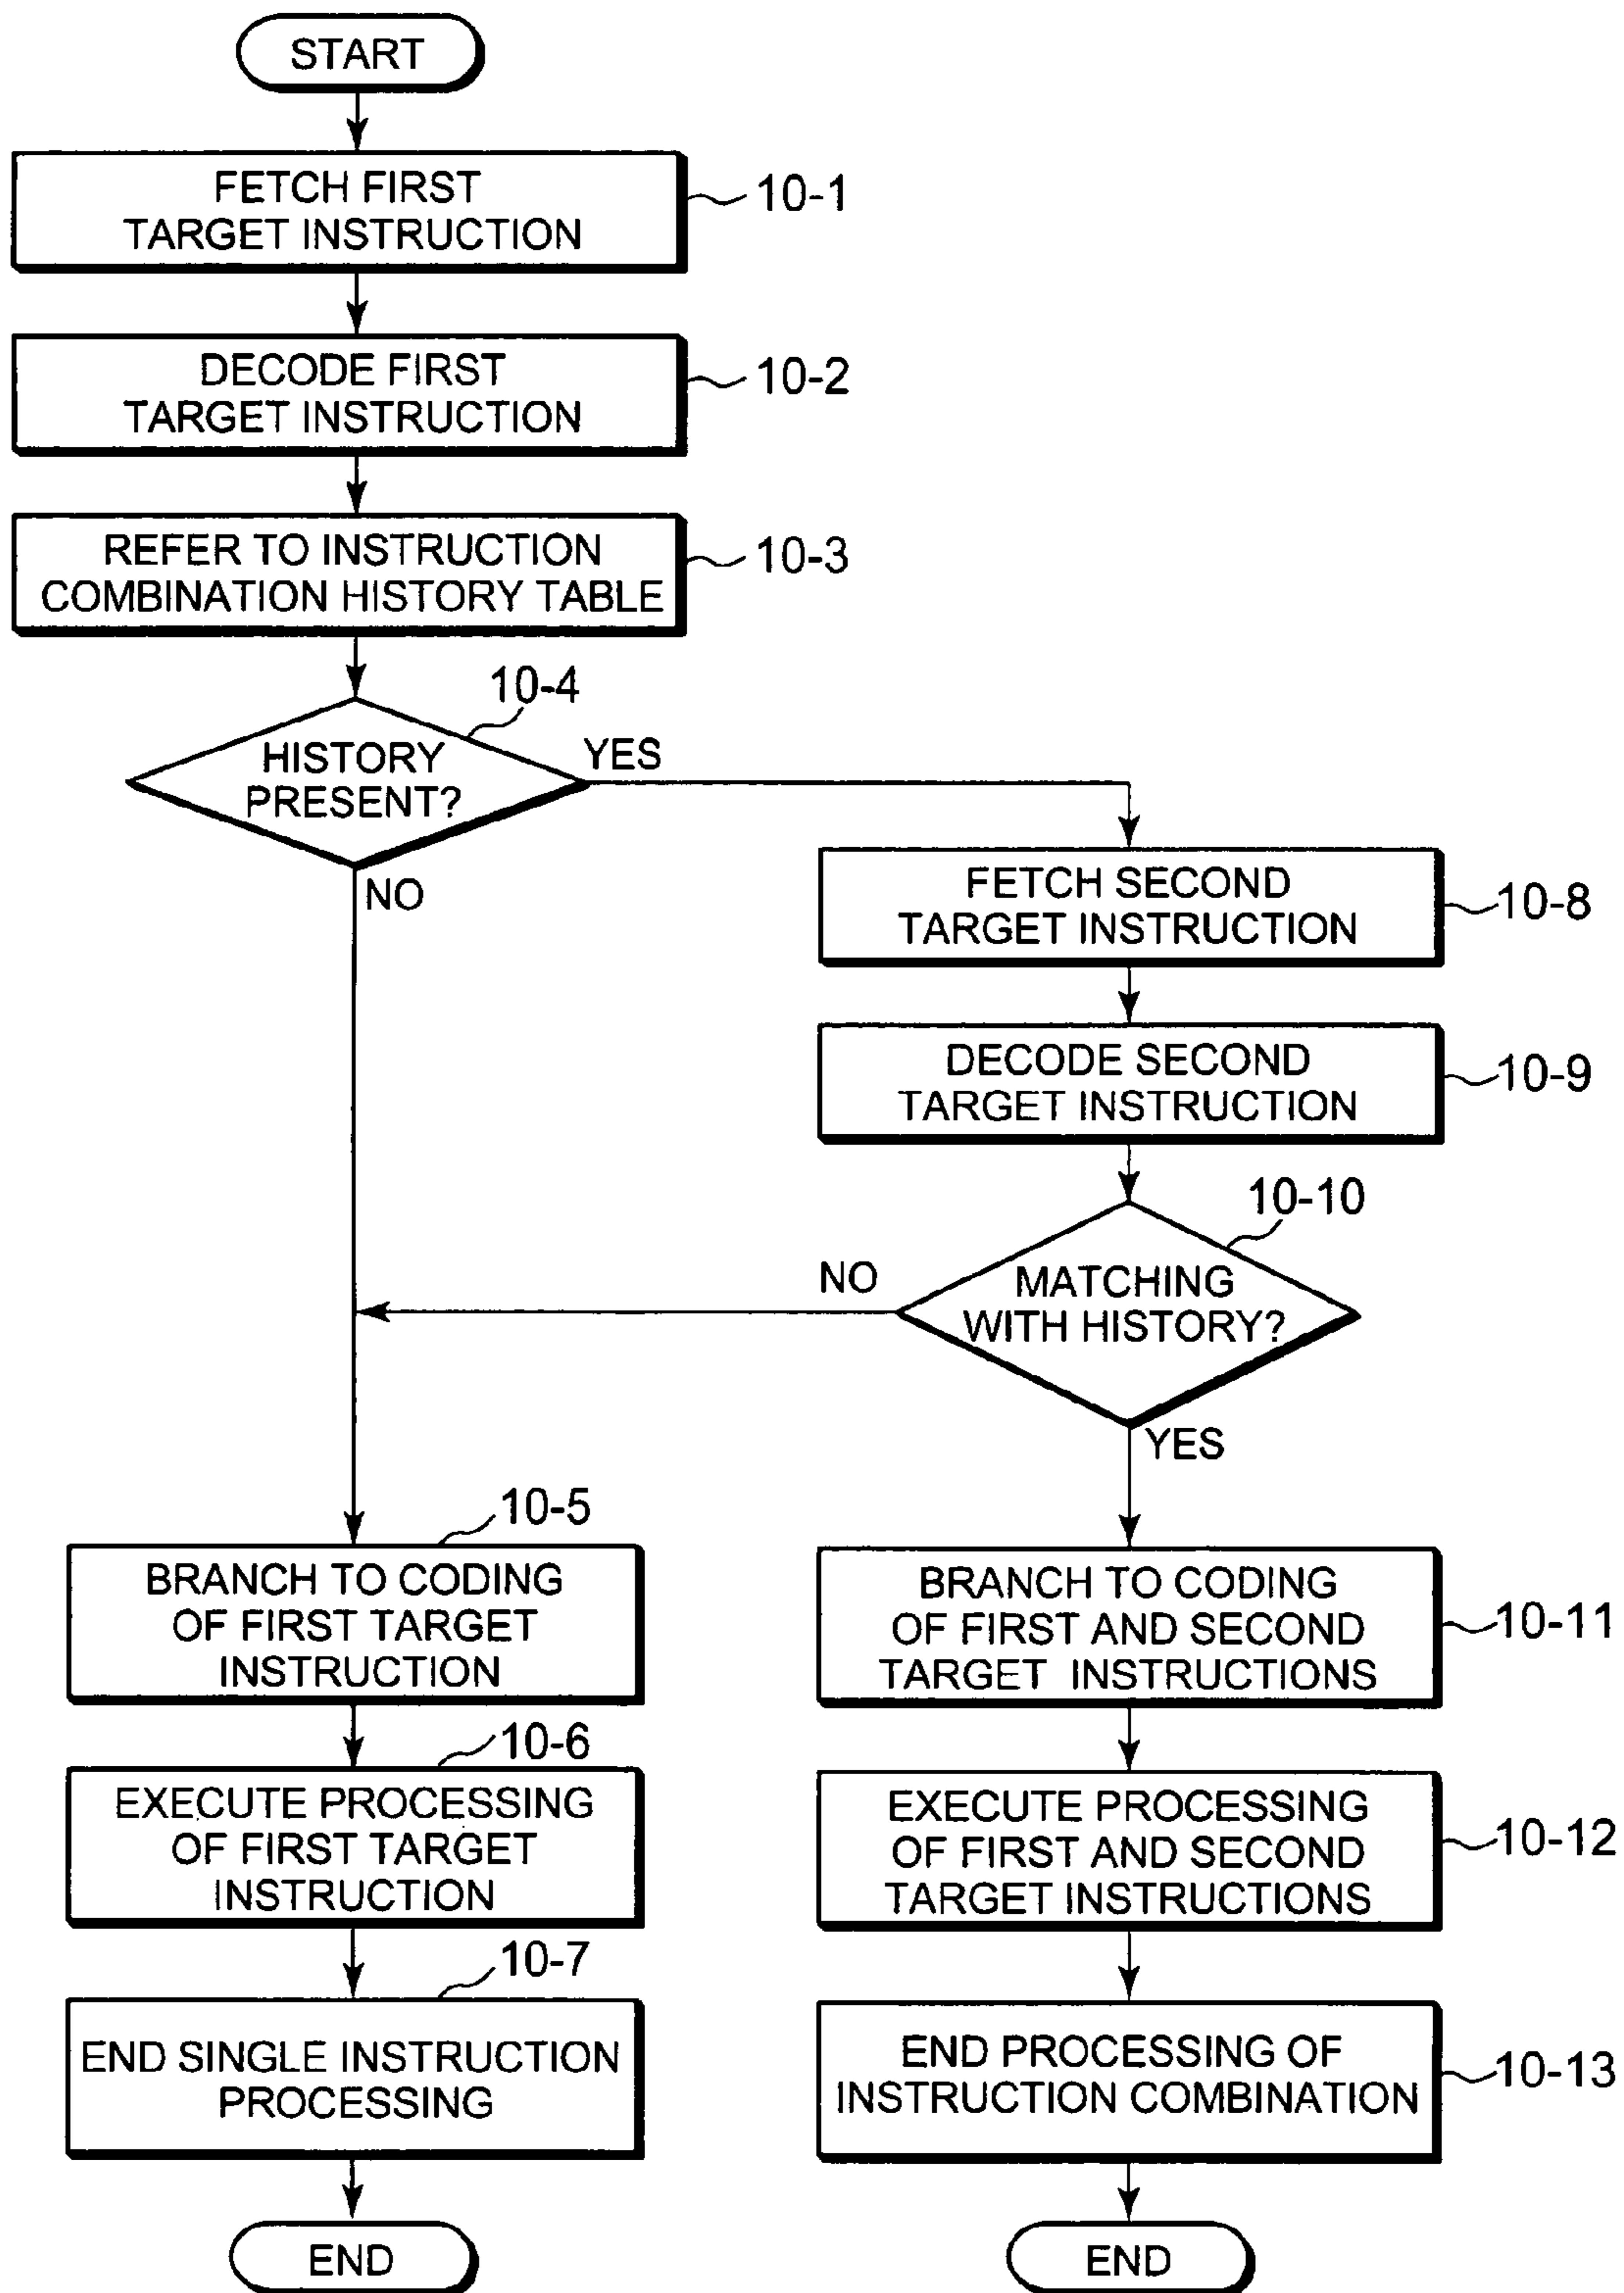 START
FETCH FIRST
TARGET INSTRUCTION
10-1
DECODE FIRST
TARGET INSTRUCTION
10-2
REFER TO INSTRUCTION
COMBINATION HISTORY TABLE
10-3
10-4
HISTORY
PRESENT?
YES
NO
FETCH SECOND
TARGET INSTRUCTION
10-8
DECODE SECOND
TARGET INSTRUCTION
10-9
10-10
MATCHING
WITH HISTORY?
NO
YES
10-5
BRANCH TO CODING
OF FIRST TARGET
INSTRUCTION
BRANCH TO CODING
OF FIRST AND SECOND
TARGET INSTRUCTIONS
10-11
10-6
EXECUTE PROCESSING
OF FIRST TARGET
INSTRUCTION
EXECUTE PROCESSING
OF FIRST AND SECOND
TARGET INSTRUCTIONS
10-12
10-7
END SINGLE INSTRUCTION
PROCESSING
END PROCESSING OF
INSTRUCTION COMBINATION
10-13
END
END